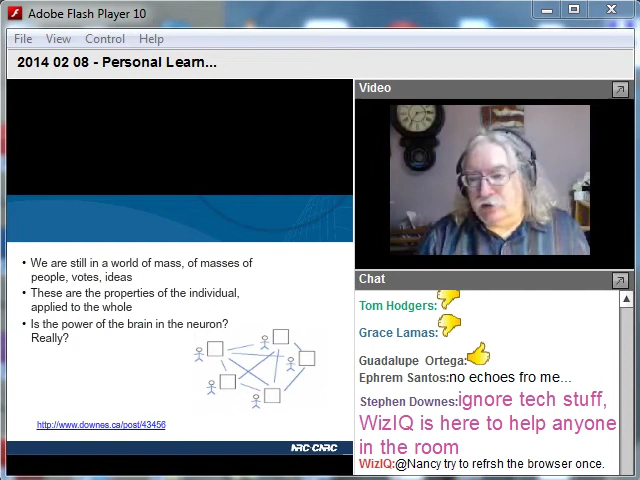 Adobe Flash Player 10
File View Control Help
2014 02 08 - Personal Learn...
• We are still in a world of mass, of masses of
people, votes, ideas
• These are the properties of the individual,
applied to the whole
• Is the power of the brain in the neuron?
Really?
http://www.downes.ca/post/43456
NRC-CNRC
Video
Chat
Tom Hodgers:
Grace Lamas:
Guadalupe Ortega:
Ephrem Santos:no echoes fro me...
Stephen Downes:ignore tech stuff,
WizIQ is here to help anyone
in the room
WizIQ:@Nancy try to refrsh the browser once.